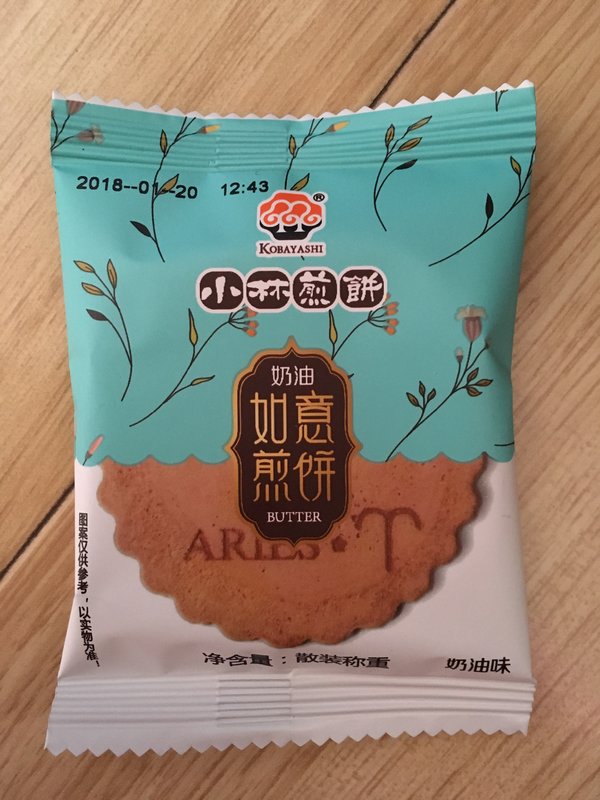 2018--01--20 12:43
®
KOBAYASHI
小林煎餅
奶油
如意
煎餅
BUTTER
ARIES
图案仅供参考，以实物为准！
净含量：散装称重
奶油味